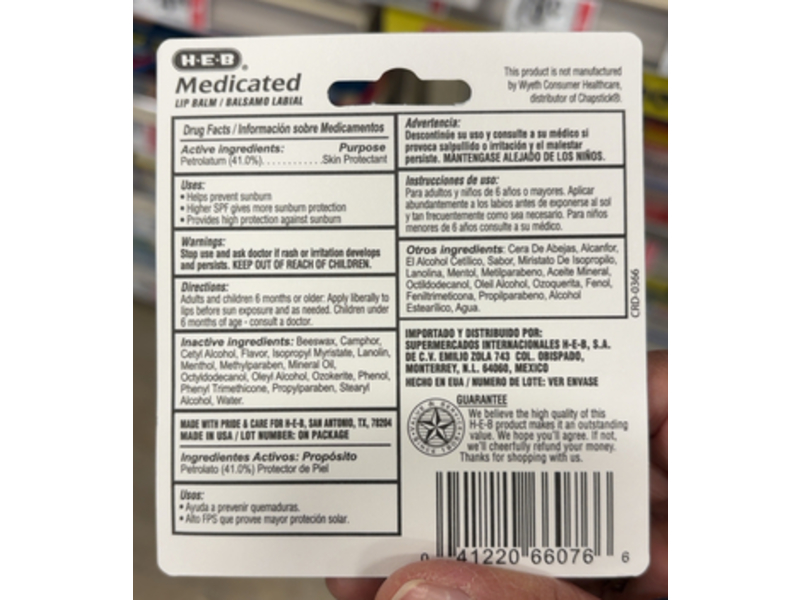 H-E-B®
Medicated
LIP BALM / BALSAMO LABIAL
This product is not manufactured
by Wyeth Consumer Healthcare,
distributor of Chapstick®.
Drug Facts / Información sobre Medicamentos
Active ingredients: Purpose
Petrolatum (41.0%)............Skin Protectant
Uses:
• Helps prevent sunburn
• Higher SPF gives more sunburn protection
• Provides high protection against sunburn
Warnings:
Stop use and ask doctor if rash or irritation develops
and persists. KEEP OUT OF REACH OF CHILDREN.
Directions:
Adults and children 6 months or older: Apply liberally to
lips before sun exposure and as needed. Children under
6 months of age - consult a doctor.
Inactive ingredients: Beeswax, Camphor,
Cetyl Alcohol, Flavor, Isopropyl Myristate, Lanolin,
Menthol, Methylparaben, Mineral Oil,
Octyldodecanol, Oleyl Alcohol, Ozokerite, Phenol,
Phenyl Trimethicone, Propylparaben, Stearyl
Alcohol, Water.
MADE WITH PRIDE & CARE FOR H-E-B, SAN ANTONIO, TX, 78204
MADE IN USA / LOT NUMBER: ON PACKAGE
Ingredientes Activos: Propósito
Petrolato (41.0%) Protector de Piel
Usos:
• Ayuda a prevenir quemaduras.
• Alto FPS que provee mayor proteción solar.
Advertencia:
Descontinúe su uso y consulte a su médico si
provoca salpullido o irritación y el malestar
persiste. MANTENGASE ALEJADO DE LOS NIÑOS.
Instrucciones de uso:
Para adultos y niños de 6 años o mayores. Aplicar
abundantemente a los labios antes de exponerse al sol
y tan frecuentemente como sea necesario. Para niños
menores de 6 años consulte a su médico.
Otros ingredients: Cera De Abejas, Alcanfor,
El Alcohol Cetílico, Sabor, Miristato De Isopropilo,
Lanolina, Mentol, Metilparabeno, Aceite Mineral,
Octildodecanol, Oleil Alcohol, Ozoquerita, Fenol,
Feniltrimeticona, Propilparabeno, Alcohol
Estearílico, Agua.
CRD-0366
IMPORTADO Y DISTRIBUIDO POR:
SUPERMERCADOS INTERNACIONALES H-E-B, S.A.
DE C.V. EMILIO ZOLA 743 COL. OBISPADO,
MONTERREY, N.L. 64060, MEXICO
HECHO EN EUA / NUMERO DE LOTE: VER ENVASE
GUARANTEE
We believe the high quality of this
H-E-B product makes it an outstanding
value. We hope you'll agree. If not,
we'll cheerfully refund your money.
Thanks for shopping with us.
0 41220 66076 6